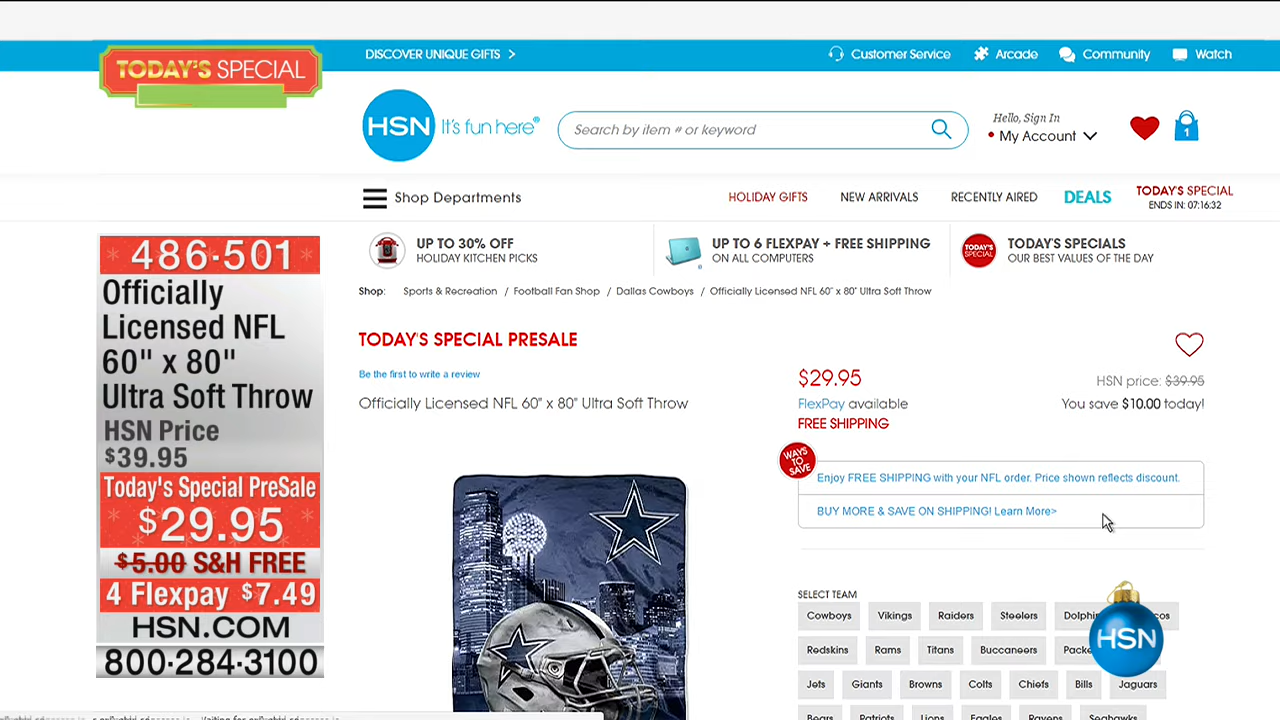 TODAY'S SPECIAL
DISCOVER UNIQUE GIFTS >
Customer Service
Arcade
Community
Watch
HSN It's fun here®
Search by item # or keyword
Hello, Sign In
My Account
1
Shop Departments
HOLIDAY GIFTS
NEW ARRIVALS
RECENTLY AIRED
DEALS
TODAY'S SPECIAL
ENDS IN: 07:16:32
UP TO 30% OFF
HOLIDAY KITCHEN PICKS
UP TO 6 FLEXPAY + FREE SHIPPING
ON ALL COMPUTERS
TODAY'S SPECIAL
TODAY'S SPECIALS
OUR BEST VALUES OF THE DAY
486-501
Officially
Licensed NFL
60" x 80"
Ultra Soft Throw
HSN Price
$39.95
Today's Special PreSale
$29.95
$5.00 S&H FREE
4 Flexpay $7.49
HSN.COM
800-284-3100
Shop: Sports & Recreation / Football Fan Shop / Dallas Cowboys / Officially Licensed NFL 60" x 80" Ultra Soft Throw
TODAY'S SPECIAL PRESALE
Be the first to write a review
Officially Licensed NFL 60" x 80" Ultra Soft Throw
$29.95
HSN price: $39.95
FlexPay available
You save $10.00 today!
FREE SHIPPING
WAYS TO SAVE
Enjoy FREE SHIPPING with your NFL order. Price shown reflects discount.
BUY MORE & SAVE ON SHIPPING! Learn More>
SELECT TEAM
Cowboys Vikings Raiders Steelers
Redskins Rams Titans Buccaneers
Jets Giants Browns Colts Chiefs Bills Jaguars
Bears Patriots Lions Eagles Ravens Seahawks
HSN